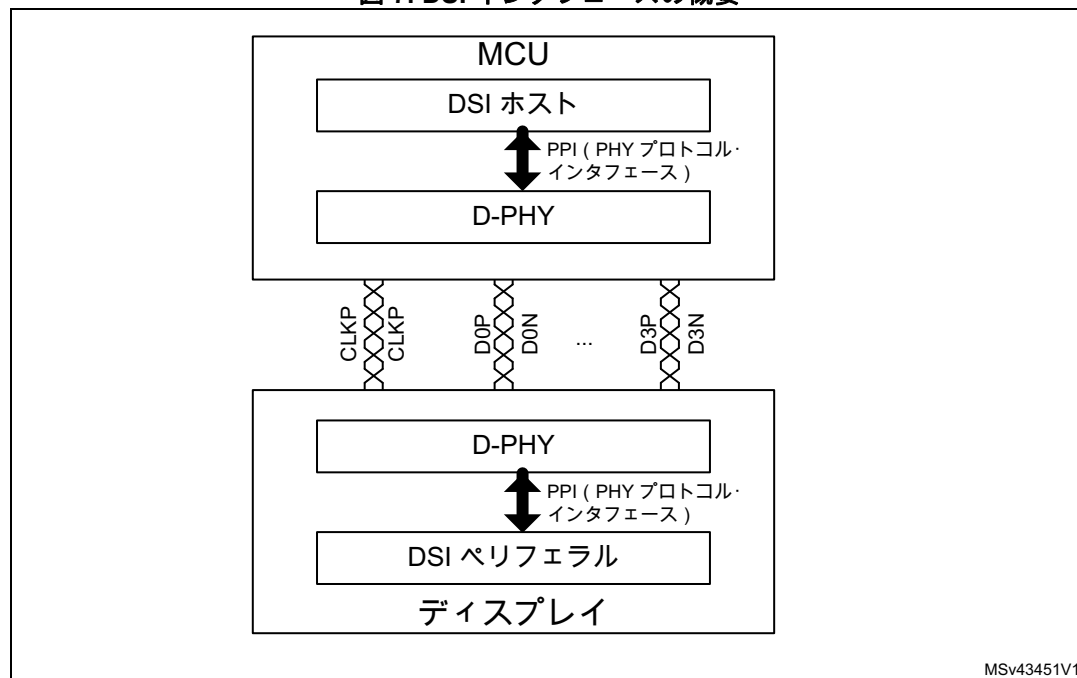 MCU
DSI ホスト
PPI ( PHY プロトコル・
インタフェース )
D-PHY
CLKP
CLKP
D0P
D0N
...
D3P
D3N
D-PHY
PPI ( PHY プロトコル・
インタフェース )
DSI ペリフェラル
ディスプレイ
MSv43451V1